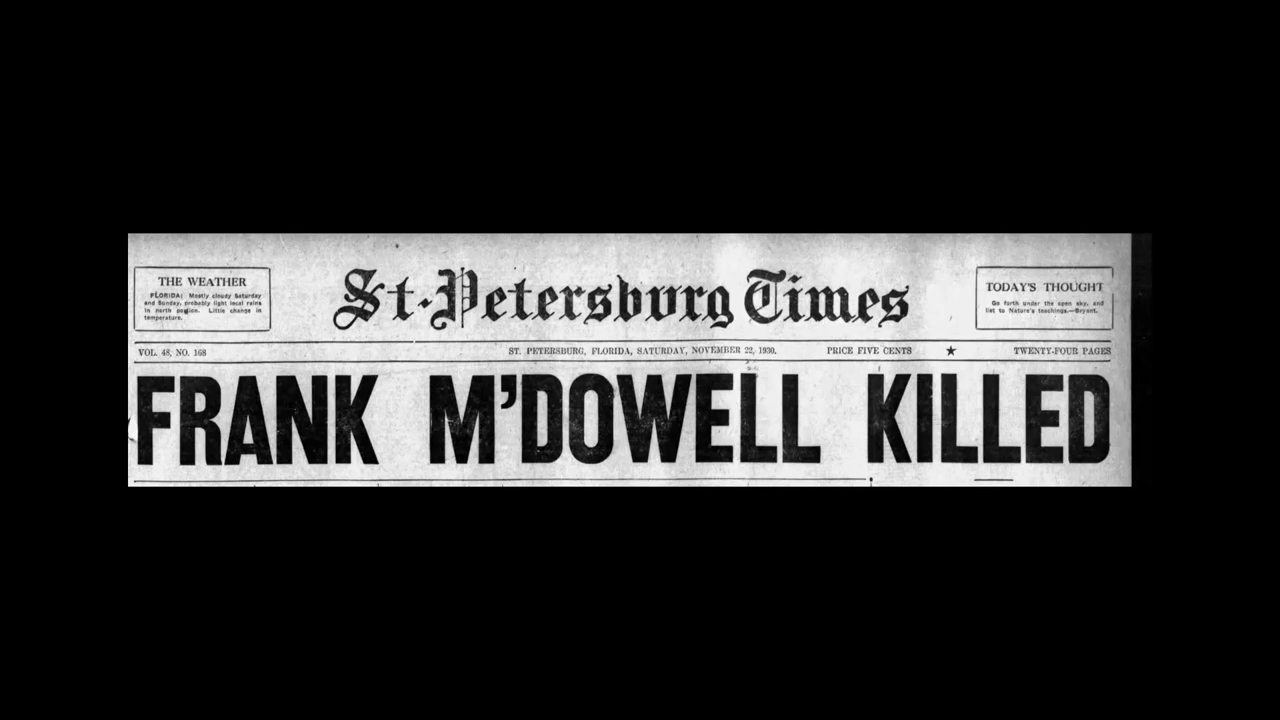 THE WEATHER
FLORIDA: Mostly cloudy Saturday
and Sunday, probably light local rains
in north portion. Little change in
temperature.
St. Petersburg Times
TODAY'S THOUGHT
Go forth under the open sky, and
list to Nature's teachings.—Bryant.
VOL. 48, NO. 168
ST. PETERSBURG, FLORIDA, SATURDAY, NOVEMBER 22, 1930.
PRICE FIVE CENTS
★
TWENTY-FOUR PAGES
FRANK M'DOWELL KILLED